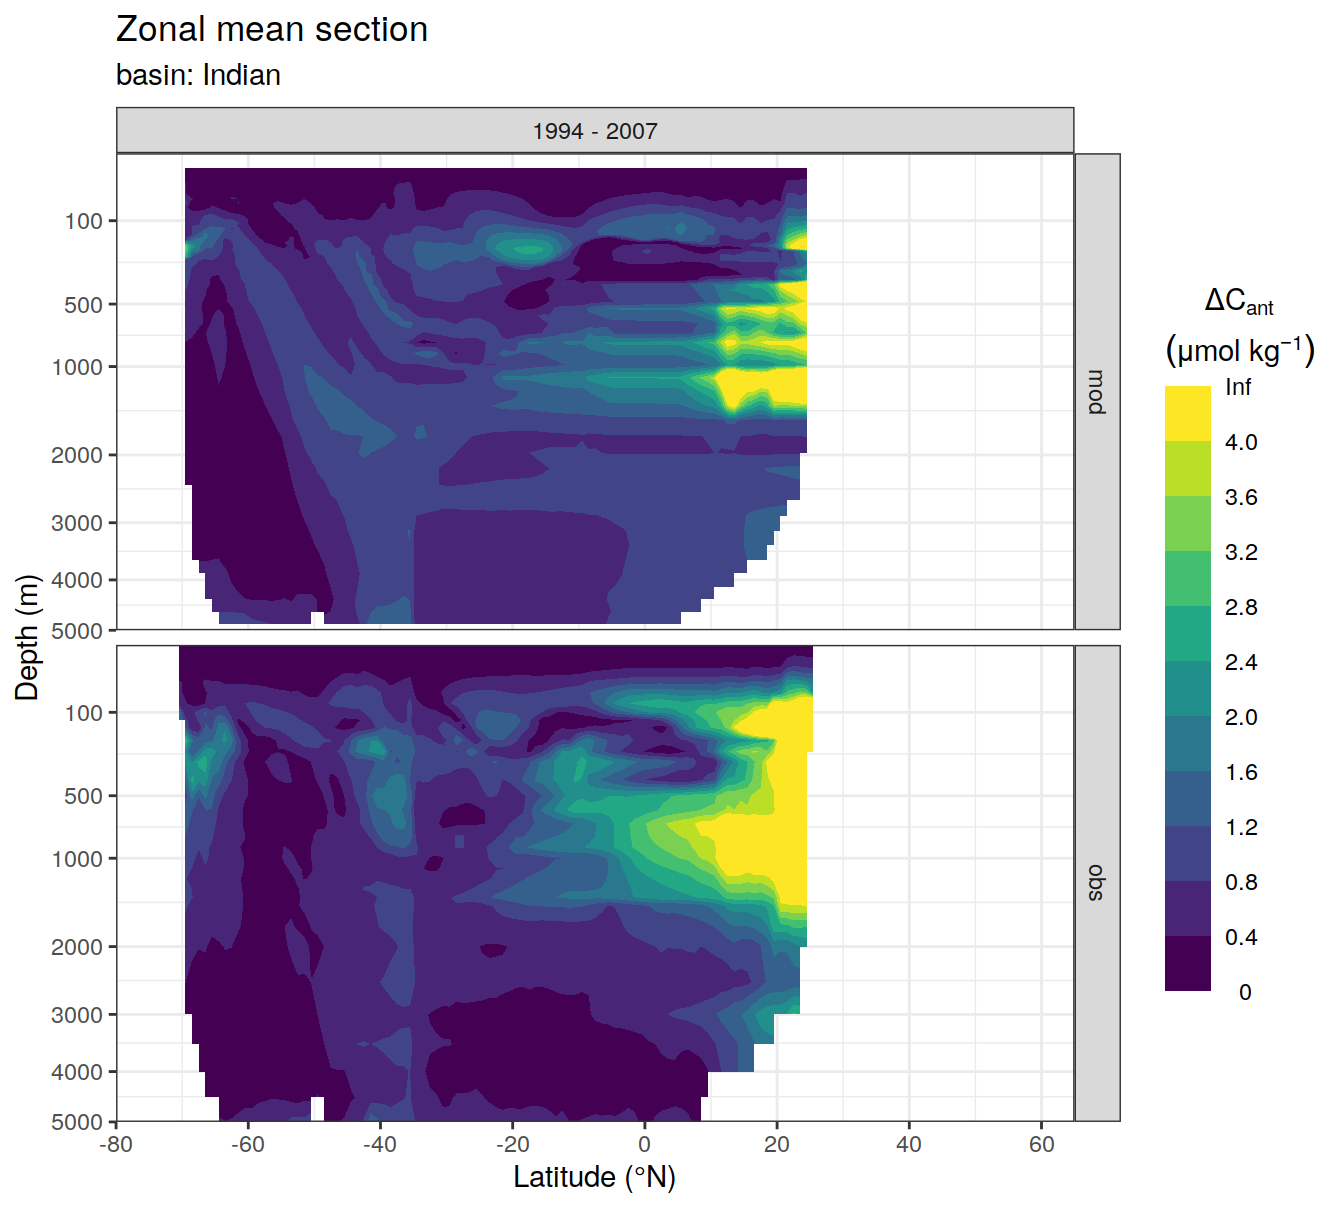 Zonal mean section
basin: Indian
1994 - 2007
mod
obs
Depth (m)
100
500
1000
2000
3000
4000
5000
100
500
1000
2000
3000
4000
5000
-80 -60 -40 -20 0 20 40 60
Latitude (°N)
ΔCant
(μmol kg⁻¹)
Inf
4.0
3.6
3.2
2.8
2.4
2.0
1.6
1.2
0.8
0.4
0